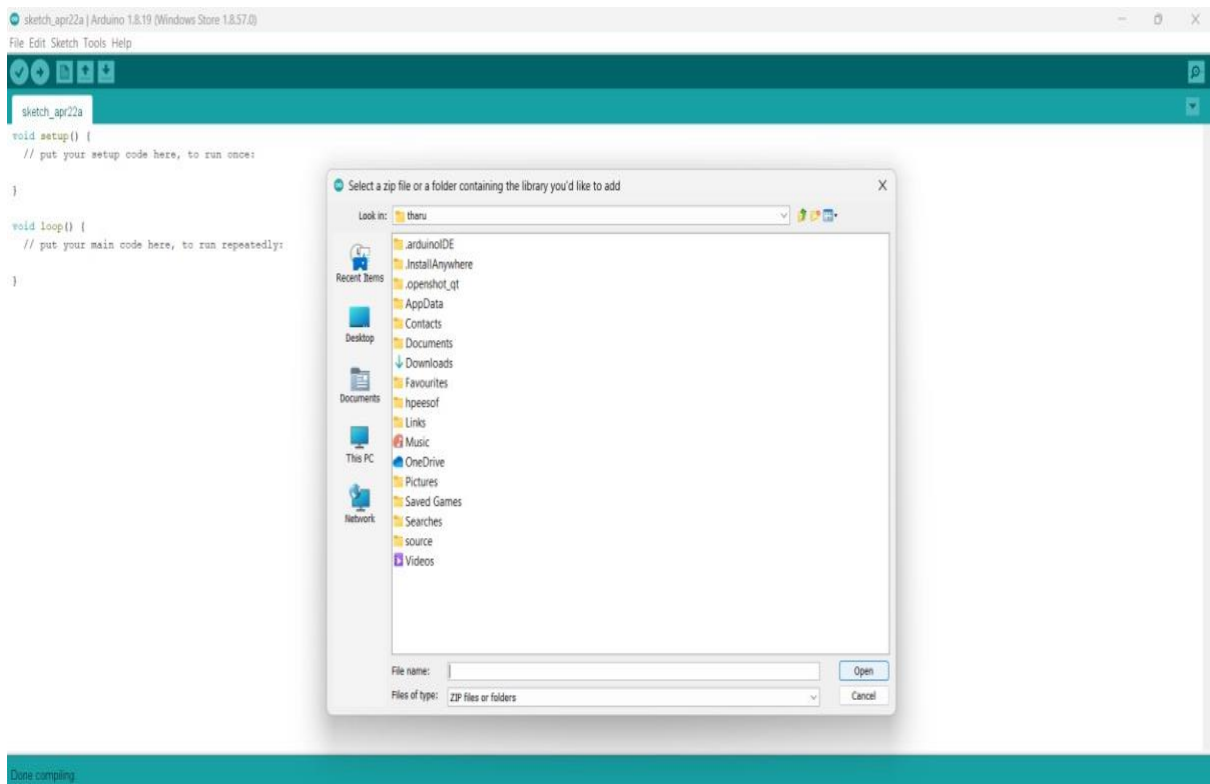 sketch_apr22a | Arduino 1.8.19 (Windows Store 1.8.57.0)
File Edit Sketch Tools Help
sketch_apr22a
void setup() {
// put your setup code here, to run once:
}
void loop() {
// put your main code here, to run repeatedly:
}
Select a zip file or a folder containing the library you'd like to add
Look in: tharu
Recent Items
Desktop
Documents
This PC
Network
.arduinoIDE
.InstallAnywhere
.openshot_qt
AppData
Contacts
Documents
Downloads
Favourites
hpeesof
Links
Music
OneDrive
Pictures
Saved Games
Searches
source
Videos
File name:
Open
Files of type: ZIP files or folders
Cancel
Done compiling.